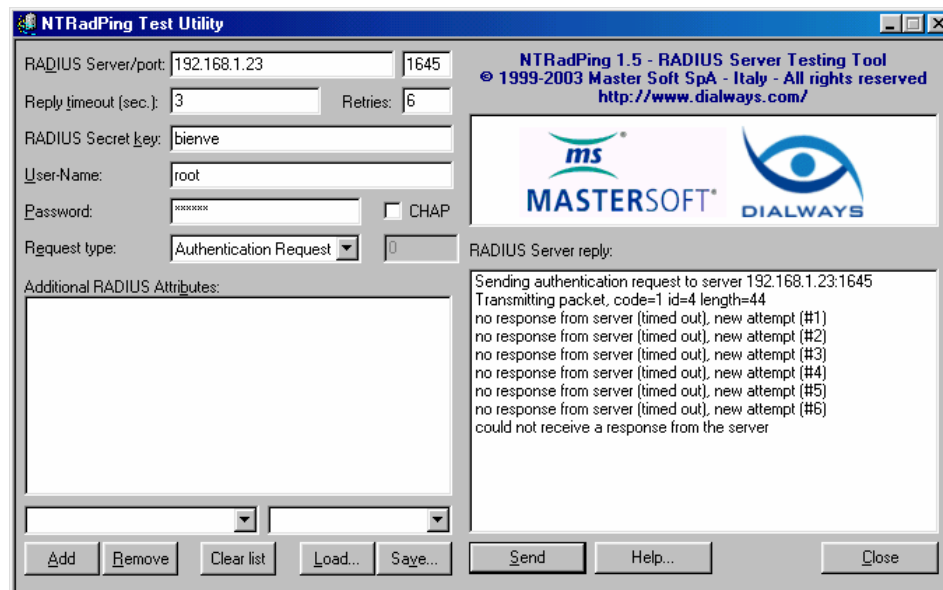 NTRadPing Test Utility
RADIUS Server/port: 192.168.1.23 1645
Reply timeout (sec.): 3 Retries: 6
RADIUS Secret key: bienve
User-Name: root
Password: xxxxxx CHAP
Request type: Authentication Request 0
Additional RADIUS Attributes:
Add Remove Clear list Load... Save...
NTRadPing 1.5 - RADIUS Server Testing Tool
© 1999-2003 Master Soft SpA - Italy - All rights reserved
http://www.dialways.com/
ms
MASTERSOFT
DIALWAYS
RADIUS Server reply:
Sending authentication request to server 192.168.1.23:1645
Transmitting packet, code=1 id=4 length=44
no response from server (timed out), new attempt (#1)
no response from server (timed out), new attempt (#2)
no response from server (timed out), new attempt (#3)
no response from server (timed out), new attempt (#4)
no response from server (timed out), new attempt (#5)
no response from server (timed out), new attempt (#6)
could not receive a response from the server
Send Help... Close